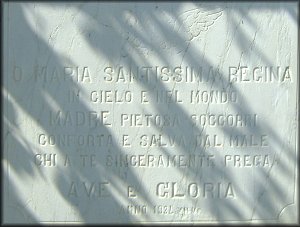 O MARIA SANTISSIMA REGINA
IN CIELO E NEL MONDO
MADRE PIETOSA SOCCORRI
CONFORTA E SALVA DAL MALE
CHI A TE SINCERAMENTE PREGA
AVE E GLORIA
ANNO